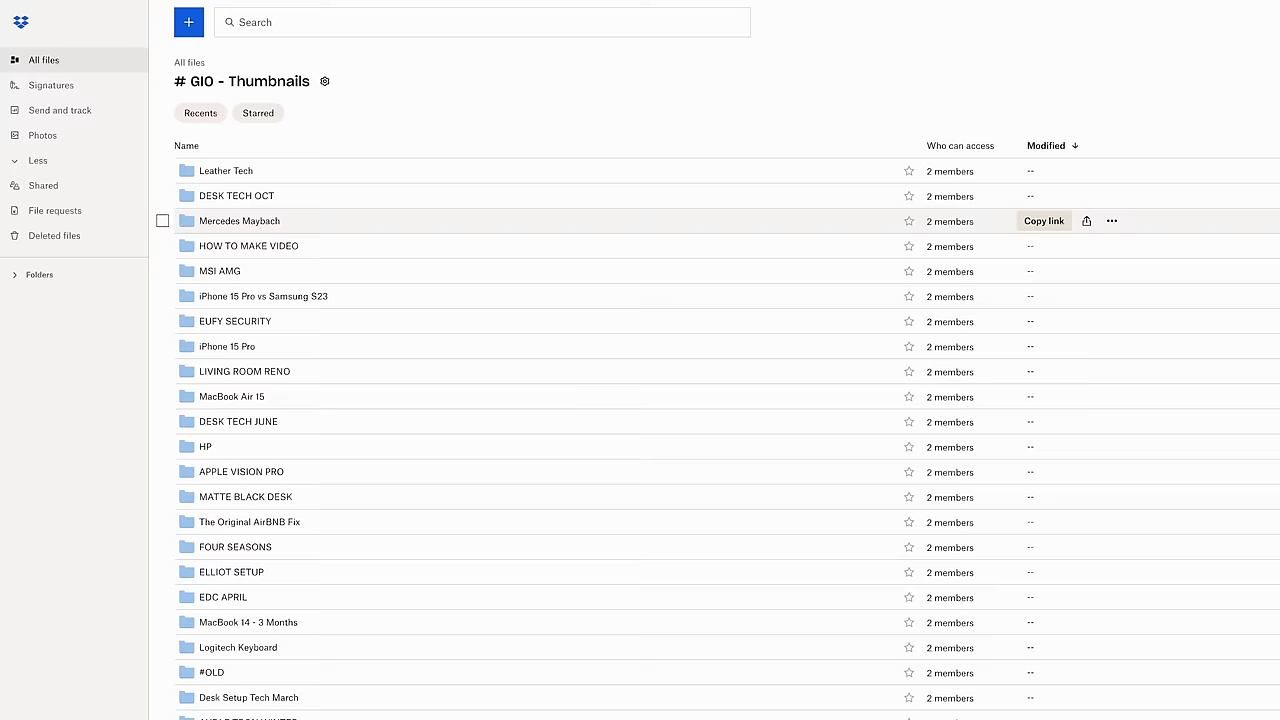 + Search
All files
All files
# GIO - Thumbnails
Signatures
Send and track
Recents Starred
Photos
Name Who can access Modified ↓
Less
Leather Tech 2 members --
Shared
DESK TECH OCT 2 members --
File requests
Mercedes Maybach 2 members Copy link ...
Deleted files
HOW TO MAKE VIDEO 2 members --
Folders
MSI AMG 2 members --
iPhone 15 Pro vs Samsung S23 2 members --
EUFY SECURITY 2 members --
iPhone 15 Pro 2 members --
LIVING ROOM RENO 2 members --
MacBook Air 15 2 members --
DESK TECH JUNE 2 members --
HP 2 members --
APPLE VISION PRO 2 members --
MATTE BLACK DESK 2 members --
The Original AirBNB Fix 2 members --
FOUR SEASONS 2 members --
ELLIOT SETUP 2 members --
EDC APRIL 2 members --
MacBook 14 - 3 Months 2 members --
Logitech Keyboard 2 members --
#OLD 2 members --
Desk Setup Tech March 2 members --